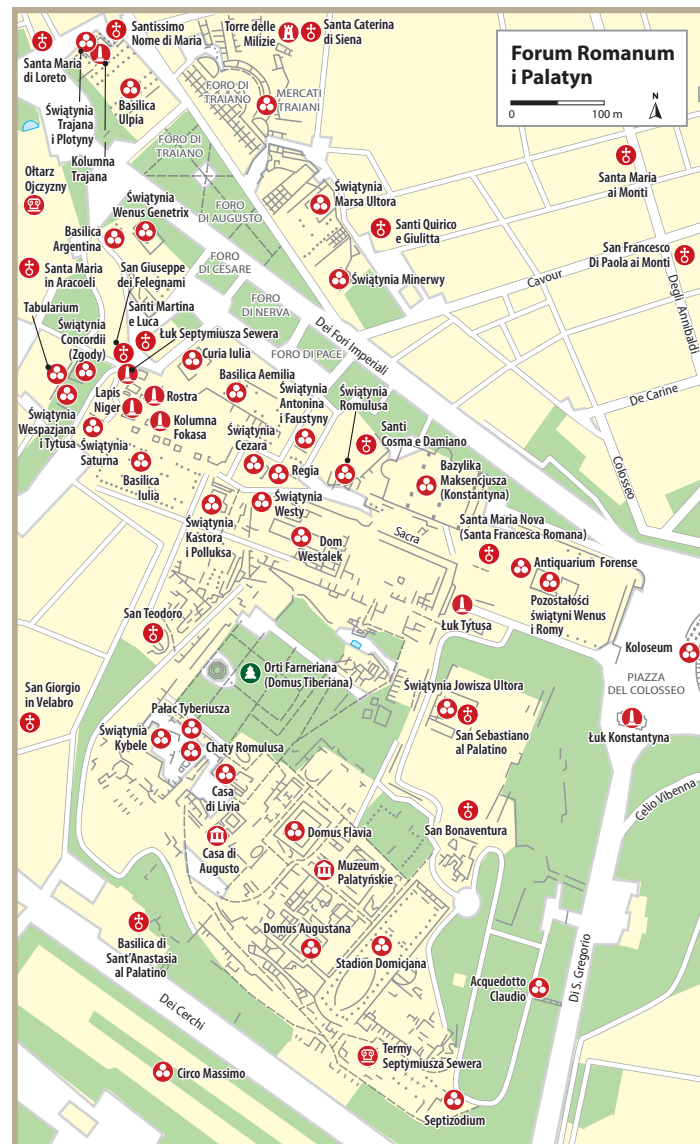 Forum Romanum
i Palatyn
0
100 m
N
Santissimo
Nome di Maria
Torre delle
Milizie
Santa Caterina
di Siena
Santa Maria
di Loreto
Świątynia
Trajana
i Plotyny
Basilica
Ulpia
Kolumna
Trajana
FORO DI
TRAIANO
MERCATI
TRAIANI
FORO DI
TRAIANO
Ołtarz
Ojczyzny
Świątynia
Wenus Genetrix
FORO
DI AUGUSTO
Świątynia
Marsa Ultora
Santa Maria
ai Monti
Basilica
Argentina
Santi Quirico
e Giulitta
San Francesco
Di Paola ai Monti
FORO
DI CESARE
Santa Maria
in Aracoeli
San Giuseppe
dei Felegnami
Świątynia Minerwy
Cavour
Degli Annibaldi
FORO
DI NERVA
Tabularium
Santi Martina
e Luca
Dei Fori Imperiali
Świątynia
Concordii
(Zgody)
Łuk Septymiusza Sewera
Curia Iulia
FORO DI PACE
Basilica Aemilia
De Carine
Lapis
Niger
Rostra
Świątynia
Antonina
i Faustyny
Świątynia
Romulusa
Świątynia
Wespazjana
i Tytusa
Kolumna
Fokasa
Świątynia
Cezara
Santi
Cosma e Damiano
Świątynia
Saturna
Regia
Bazylika
Maksencjusza
(Konstantyna)
Colosseo
Basilica
Iulia
Świątynia
Westy
Świątynia
Kastora
i Polluksa
Sacra
Santa Maria Nova
(Santa Francesca Romana)
Dom
Westalek
Antiquarium Forense
Pozostałości
świątyni Wenus
i Romy
San Teodoro
Łuk Tytusa
Koloseum
Orti Farneriana
(Domus Tiberiana)
PIAZZA
DEL COLOSSEO
San Giorgio
in Velabro
Świątynia Jowisza Ultora
Pałac Tyberiusza
Świątynia
Kybele
San Sebastiano
al Palatino
Łuk Konstantyna
Chaty Romulusa
Casa
di Livia
Celio Vibenna
Domus Flavia
San Bonaventura
Casa di
Augusto
Muzeum
Palatyńskie
Basilica di
Sant'Anastasia
al Palatino
Domus Augustana
Stadion Domicjana
Acquedotto
Claudio
Di S. Gregorio
Dei Cerchi
Termy
Septymiusza Sewera
Circo Massimo
Septizodium